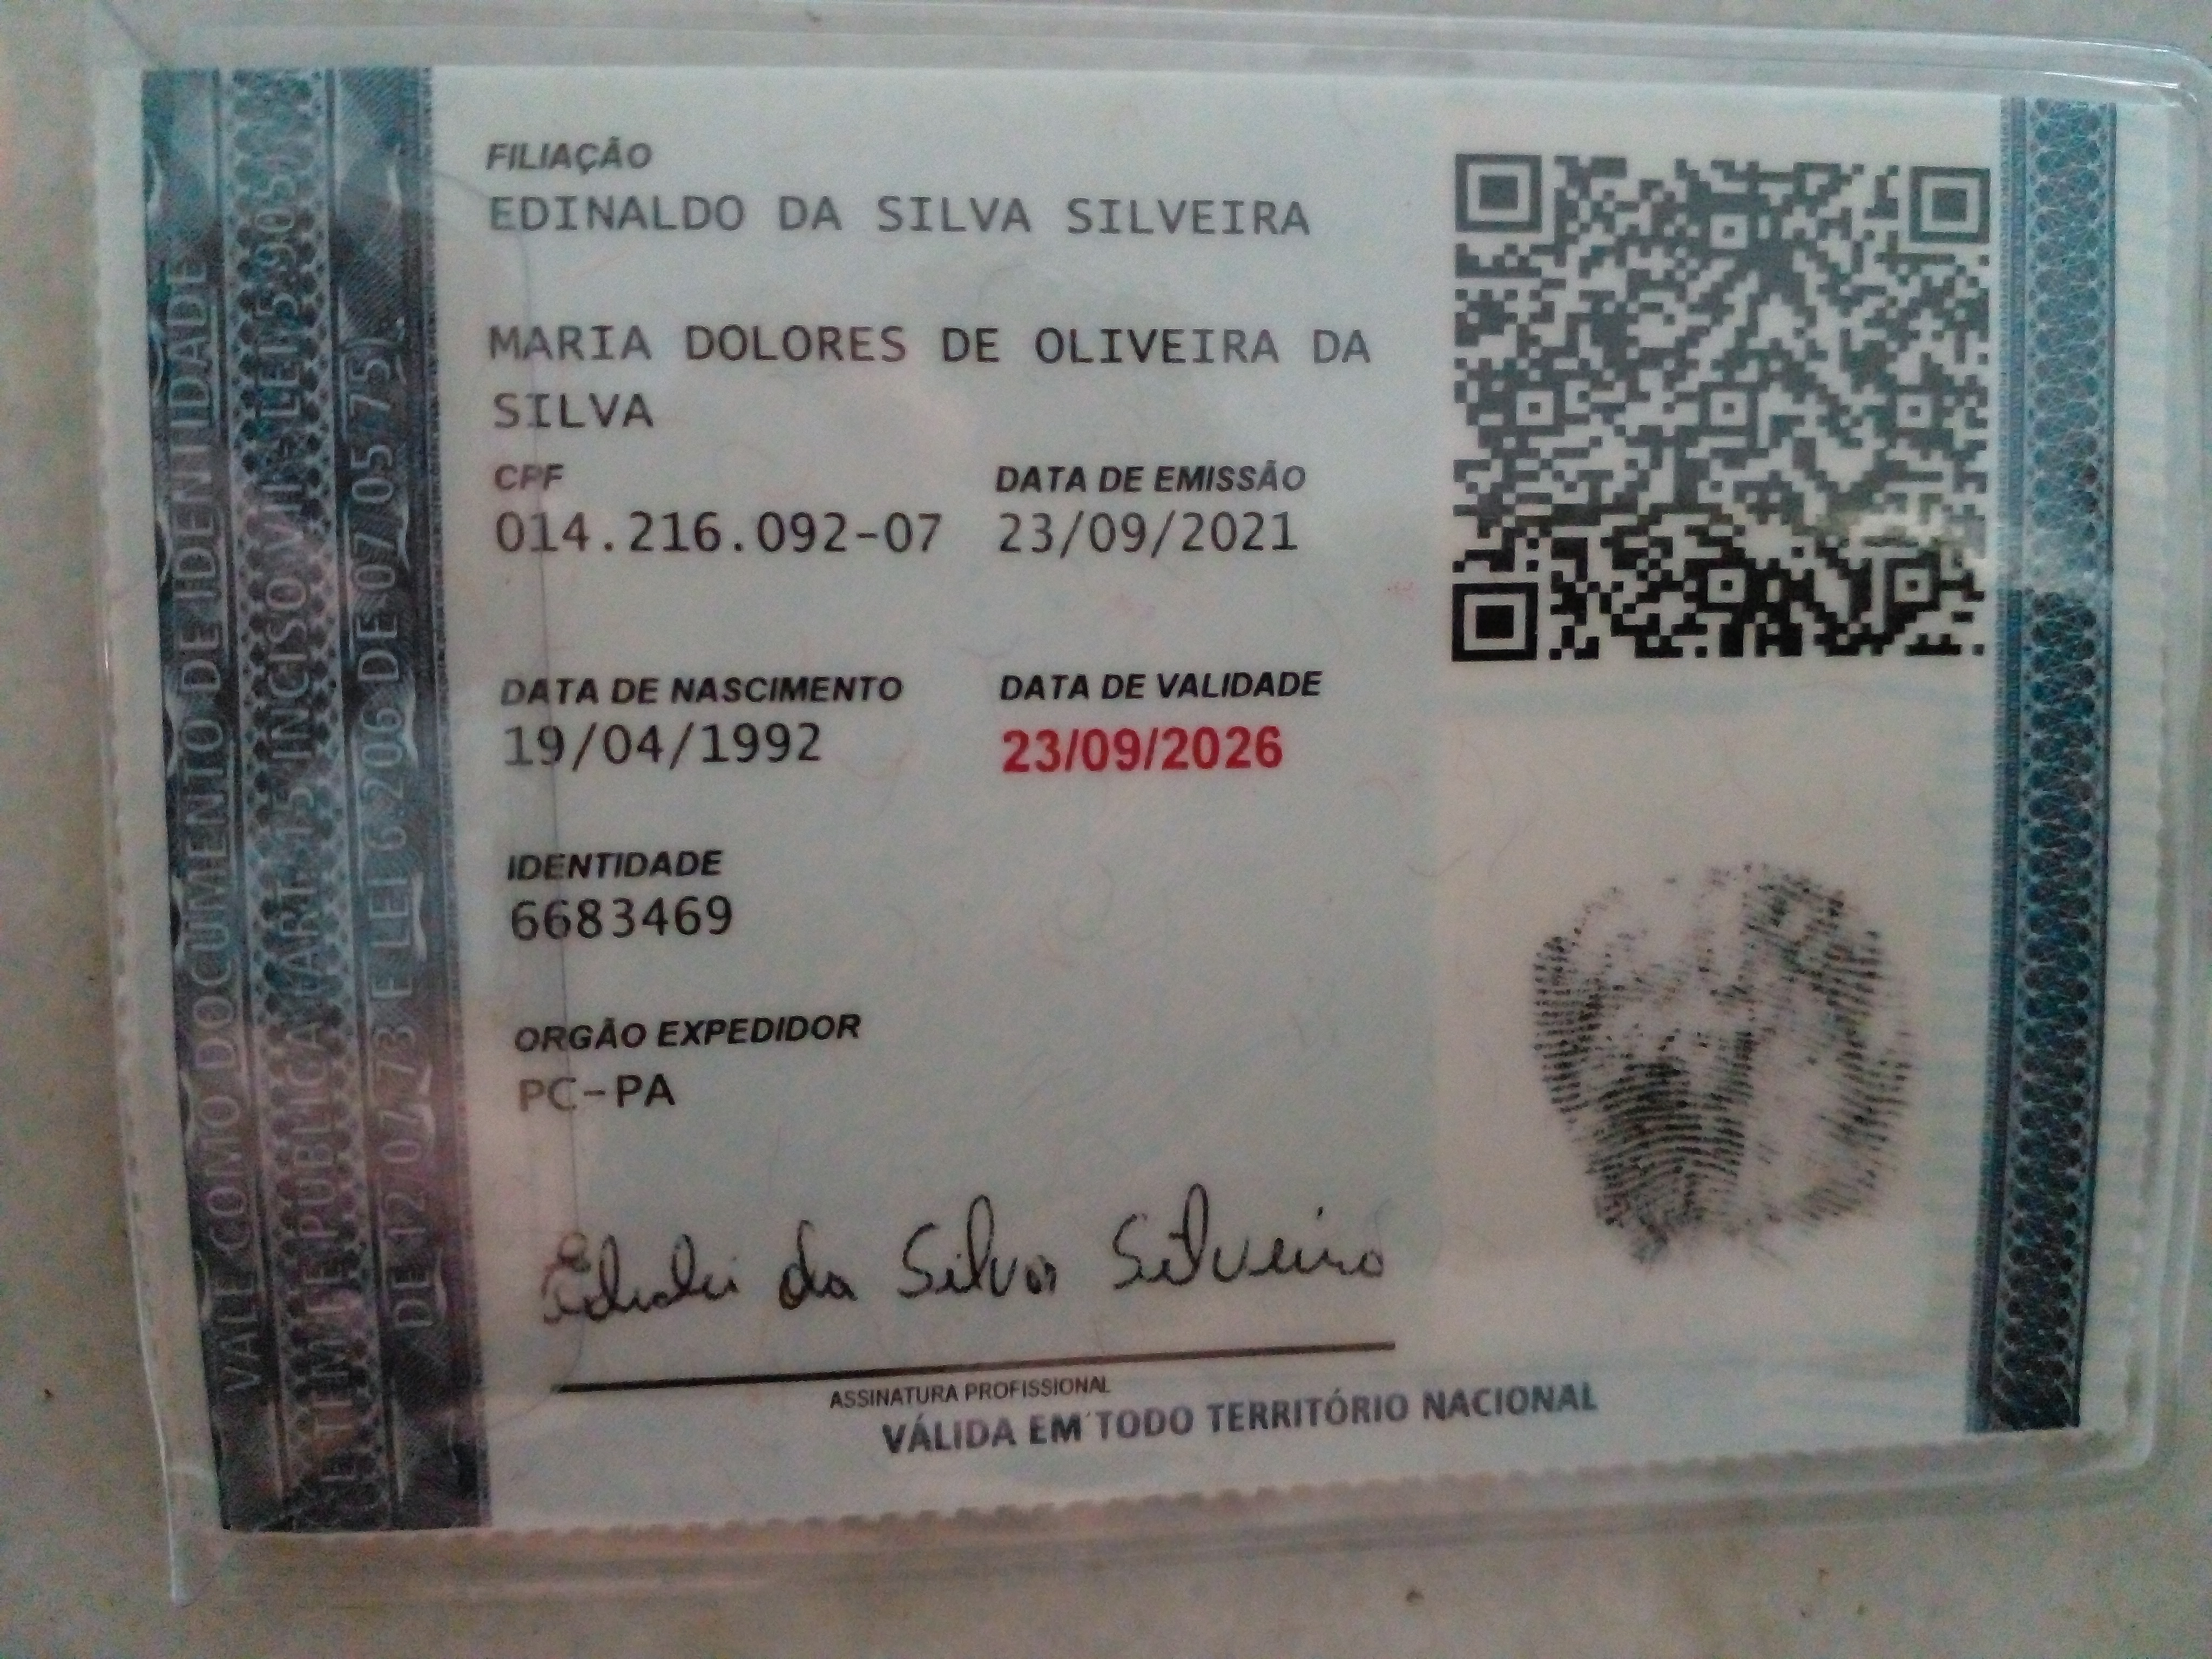 VALE COMO DOCUMENTO DE IDENTIDADE
E TEM FE PUBLICA (ART. 15 INCISO VII - LEI 5.905)
DE 12 07 73 E LEI 6.206 DE 07 05 75).
FILIAÇÃO
EDINALDO DA SILVA SILVEIRA
MARIA DOLORES DE OLIVEIRA DA
SILVA
CPF DATA DE EMISSÃO
014.216.092-07 23/09/2021
DATA DE NASCIMENTO DATA DE VALIDADE
19/04/1992 23/09/2026
IDENTIDADE
6683469
ORGÃO EXPEDIDOR
PC-PA
da Silva Silveira
ASSINATURA PROFISSIONAL
VÁLIDA EM TODO TERRITÓRIO NACIONAL